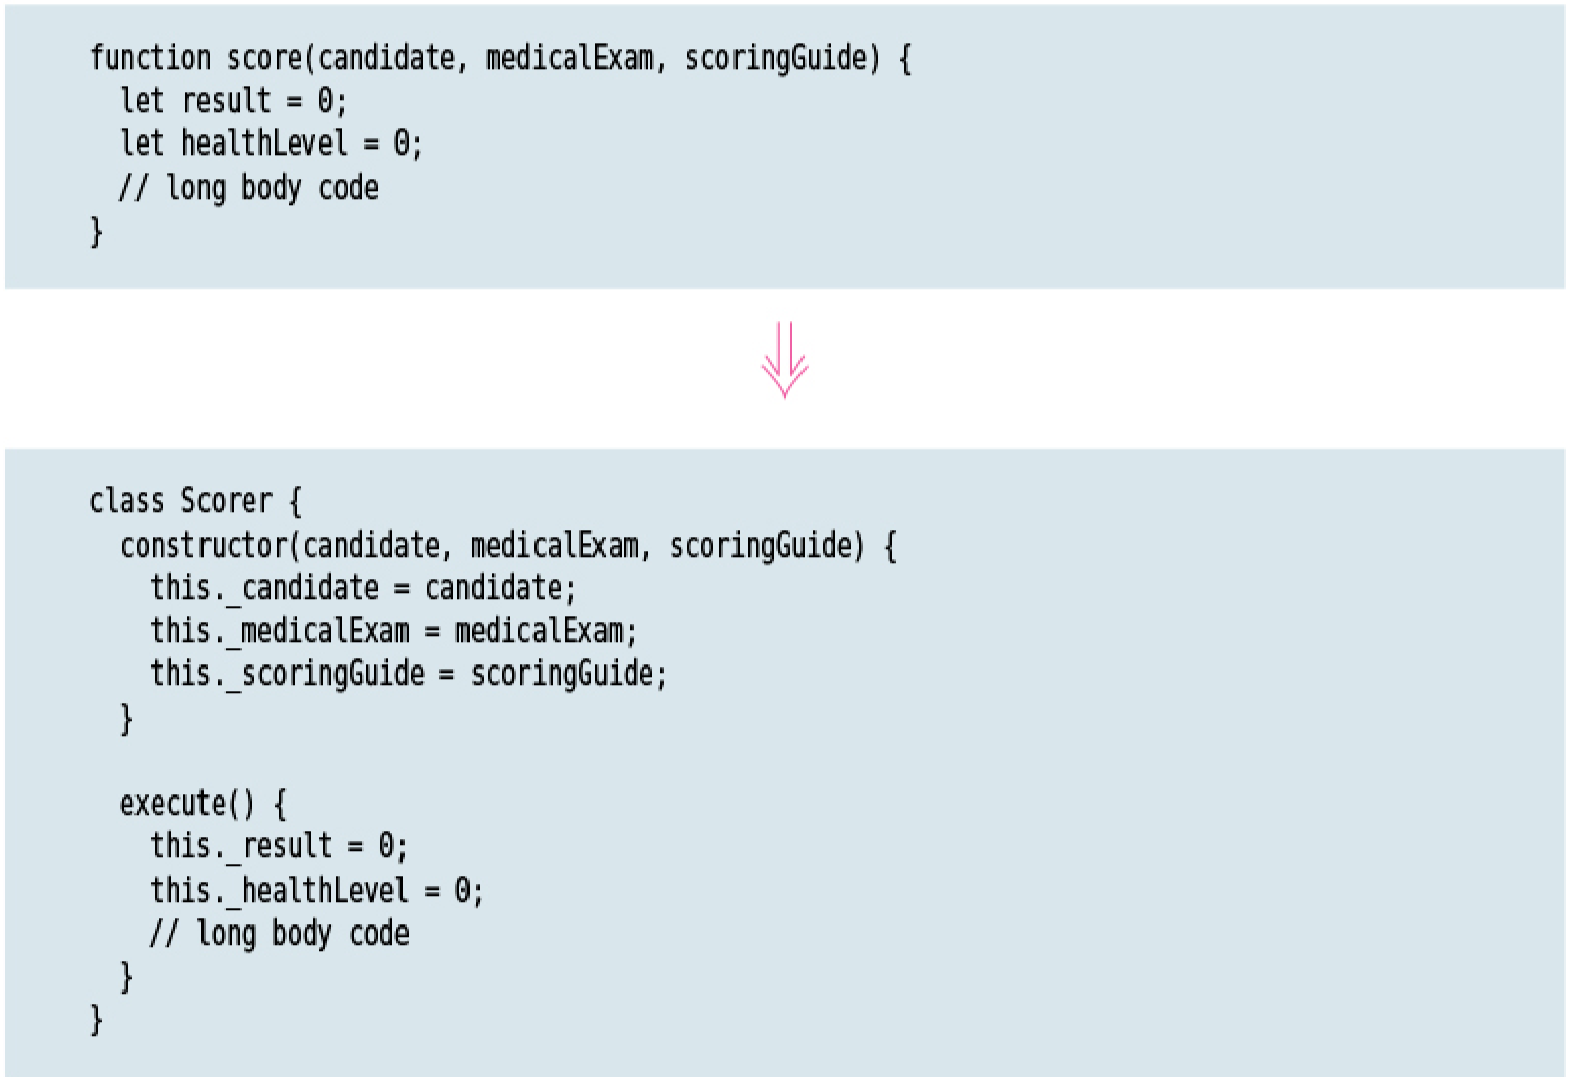 function score(candidate, medicalExam, scoringGuide) {
  let result = 0;
  let healthLevel = 0;
  // long body code
}
class Scorer {
  constructor(candidate, medicalExam, scoringGuide) {
    this._candidate = candidate;
    this._medicalExam = medicalExam;
    this._scoringGuide = scoringGuide;
  }
  execute() {
    this._result = 0;
    this._healthLevel = 0;
    // long body code
  }
}